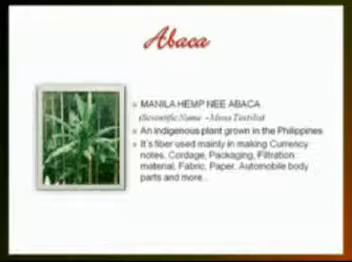 Abaca
MANILA HEMP NEE ABACA
(Scientific Name - Musa Textilis)
An Indigenous plant grown in the Philippines
It's fiber used mainly in making Currency
notes, Cordage, Packaging, Filtration
material, Fabric, Paper, Automobile body
parts and more..